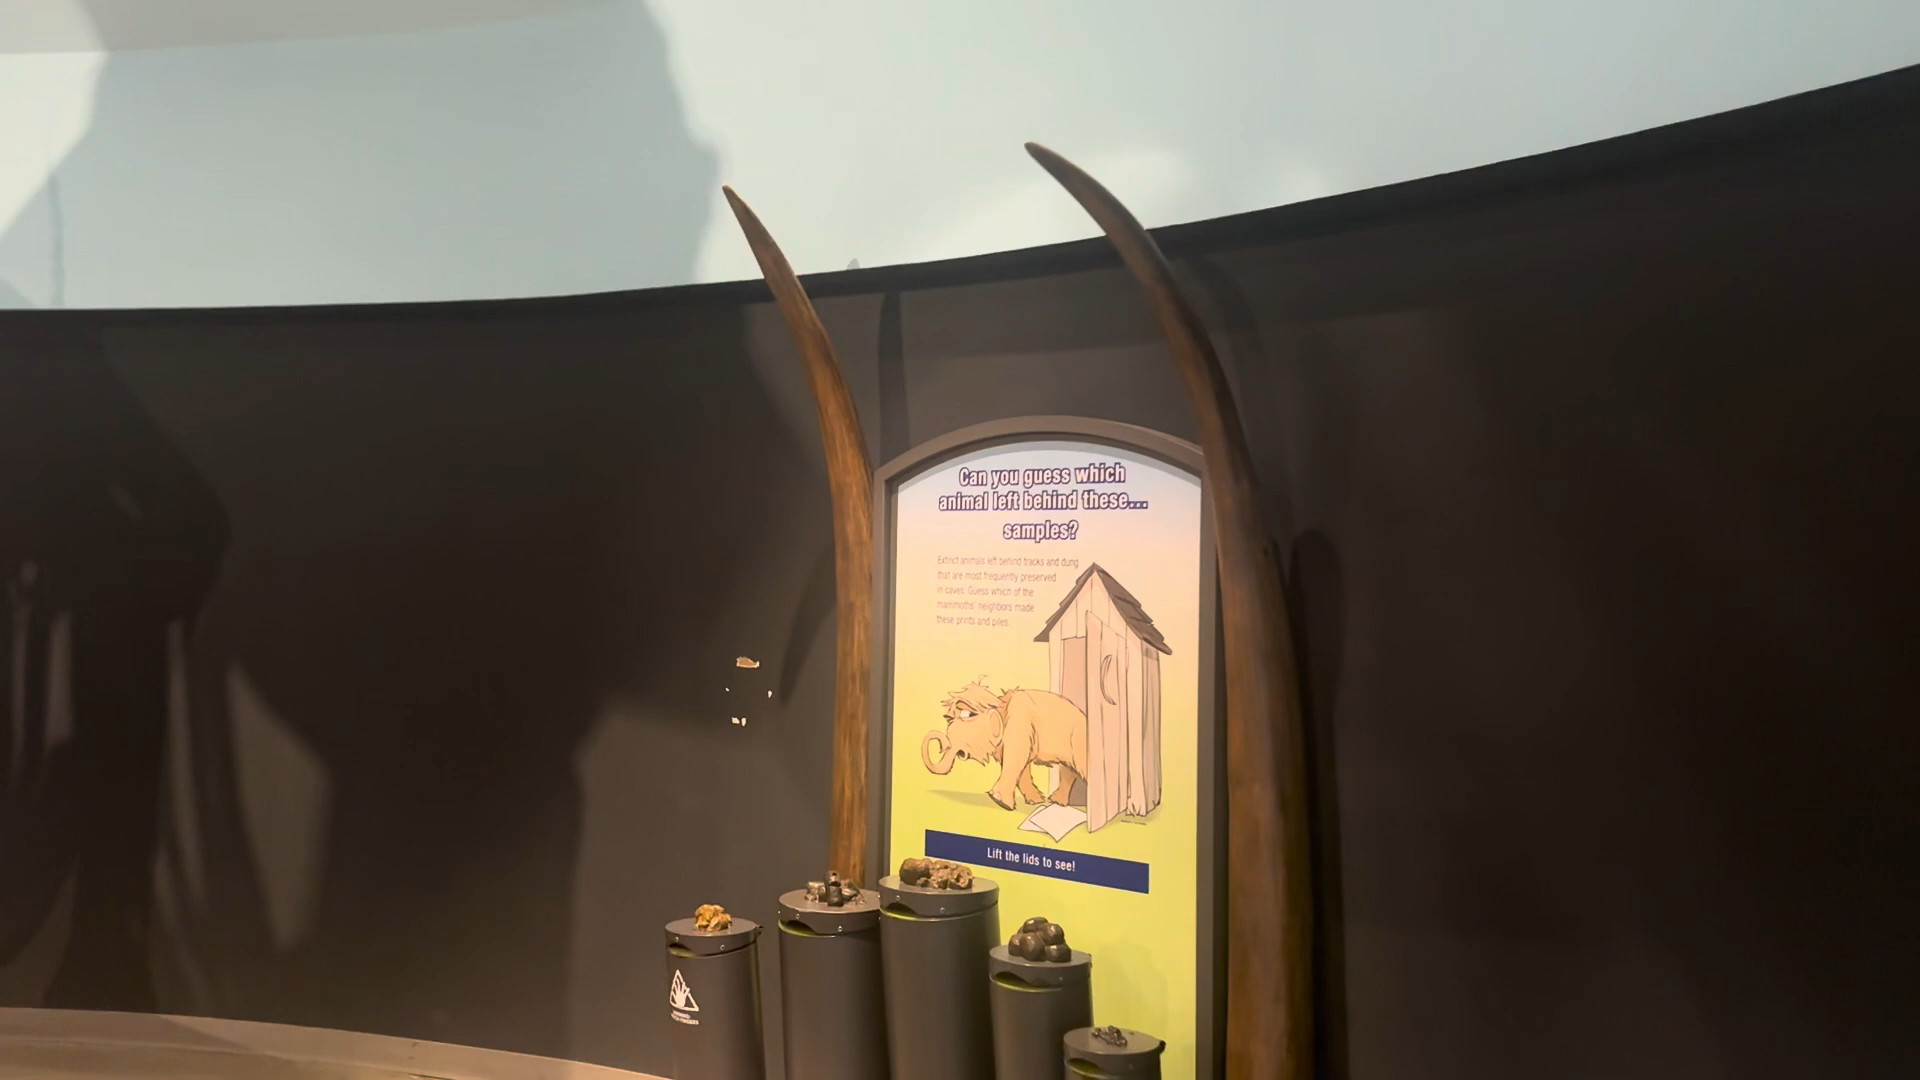 Can you guess which
animal left behind these...
samples?
Extinct animals left behind tracks and dung
that are most frequently preserved
in caves. Guess which of the
mammoths' neighbors made
these prints and piles.
Lift the lids to see!